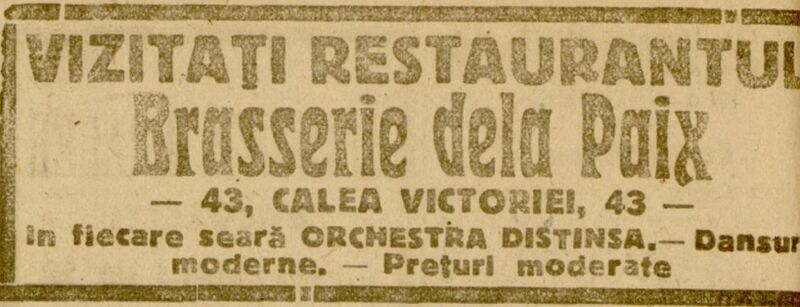 VIZITAȚI RESTAURANTUL
Brasserie dela Paix
— 43, CALEA VICTORIEI, 43 —
In fiecare seară ORCHESTRA DISTINSA.— Dansuri
moderne. — Prețuri moderate